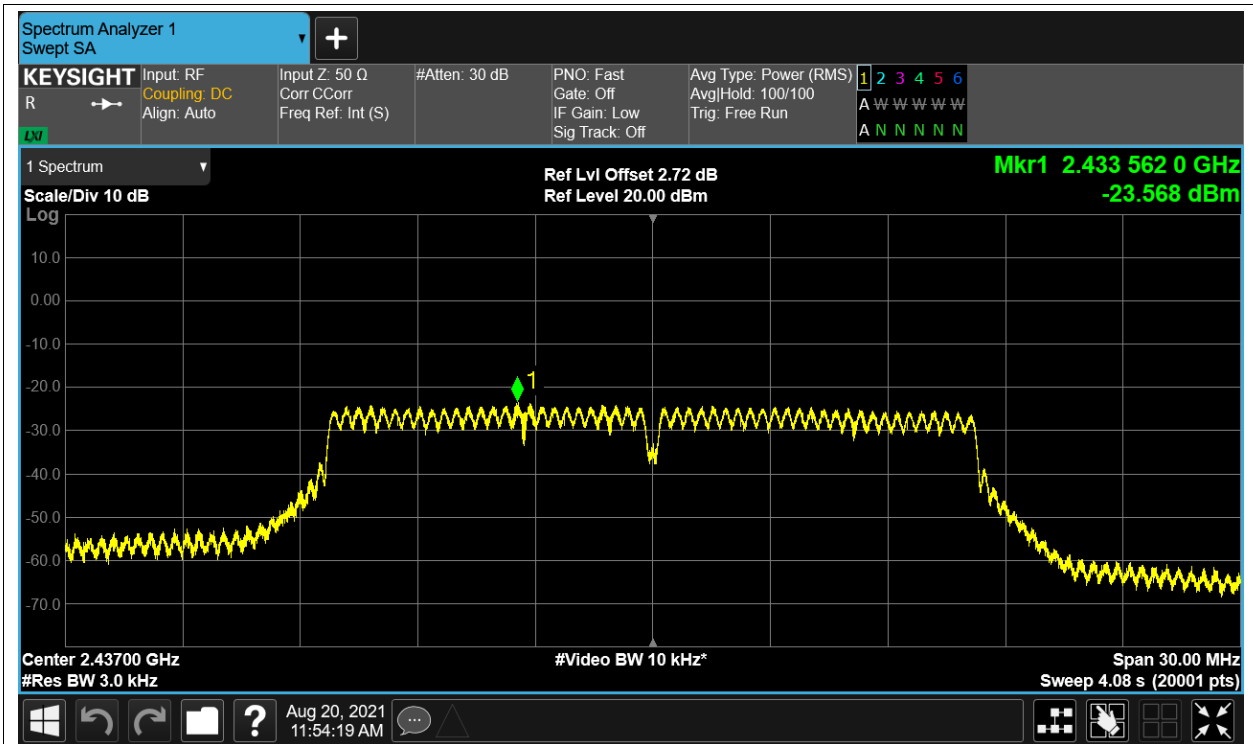 Spectrum Analyzer 1
Swept SA
KEYSIGHT
R
LXI
Input: RF
Coupling: DC
Align: Auto
Input Z: 50 Ω
Corr CCorr
Freq Ref: Int (S)
#Atten: 30 dB
PNO: Fast
Gate: Off
IF Gain: Low
Sig Track: Off
Avg Type: Power (RMS)
Avg|Hold: 100/100
Trig: Free Run
1 2 3 4 5 6
A W W W W W
A N N N N N
1 Spectrum
Scale/Div 10 dB
Log
Ref Lvl Offset 2.72 dB
Ref Level 20.00 dBm
Mkr1 2.433 562 0 GHz
-23.568 dBm
10.0
0.00
-10.0
-20.0
-30.0
-40.0
-50.0
-60.0
-70.0
1
Center 2.43700 GHz
#Res BW 3.0 kHz
#Video BW 10 kHz*
Span 30.00 MHz
Sweep 4.08 s (20001 pts)
?
Aug 20, 2021
11:54:19 AM